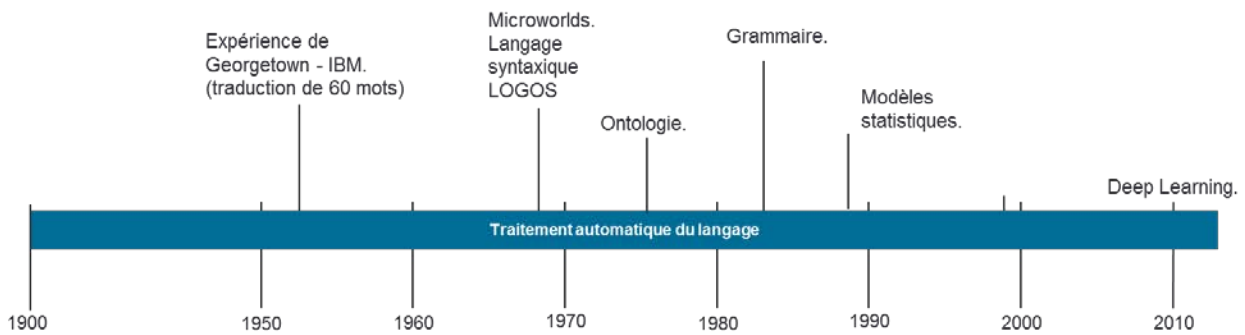 Expérience de
Georgetown - IBM.
(traduction de 60 mots)
Microworlds.
Langage
syntaxique
LOGOS
Ontologie.
Grammaire.
Modèles
statistiques.
Deep Learning.
Traitement automatique du langage
1900
1950
1960
1970
1980
1990
2000
2010